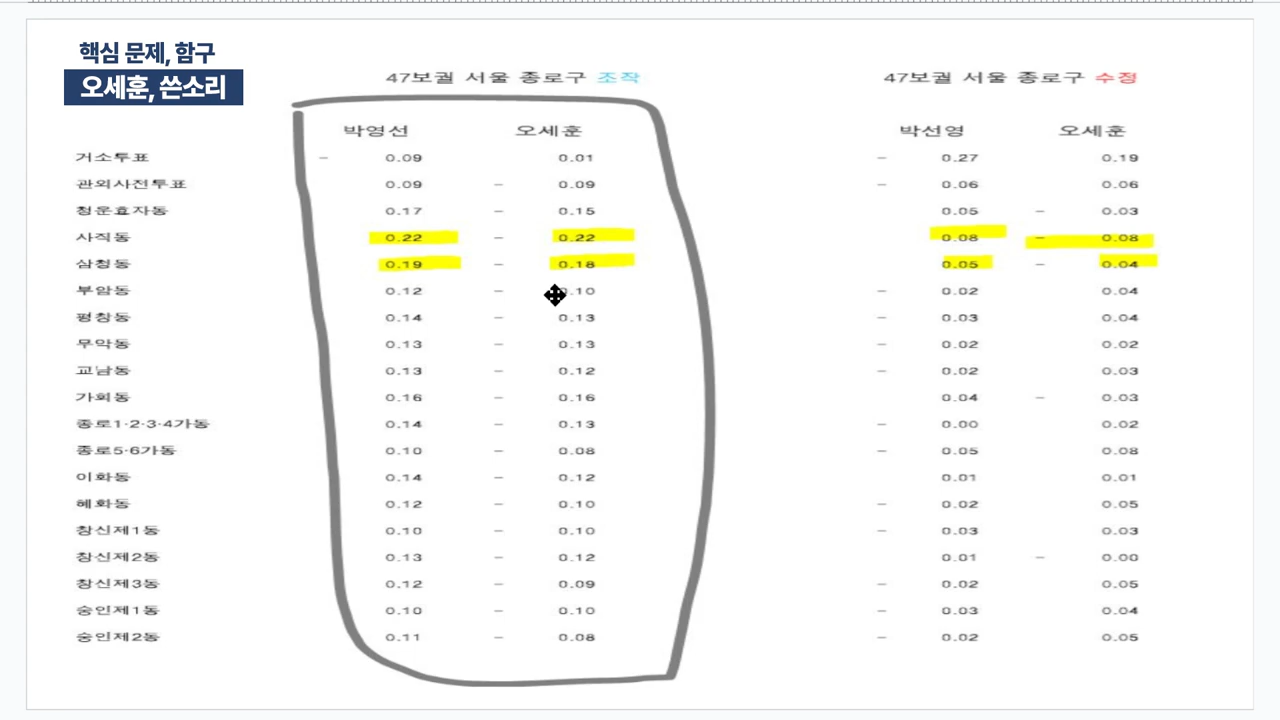 핵심 문제, 함구
오세훈, 쓴소리
47보궐 서울 종로구 조작 47보궐 서울 종로구 수정
박영선 오세훈 박선영 오세훈
거소투표 - 0.09 0.01 - 0.27 0.19
관외사전투표 0.09 - 0.09 - 0.06 0.06
청운효자동 0.17 - 0.15 0.05 - 0.03
사직동 0.22 - 0.22 0.08 - 0.08
삼청동 0.19 - 0.18 0.05 - 0.04
부암동 0.12 - .10 - 0.02 0.04
평창동 0.14 - 0.13 - 0.03 0.04
무악동 0.13 - 0.13 - 0.02 0.02
교남동 0.13 - 0.12 - 0.02 0.03
가회동 0.16 - 0.16 0.04 - 0.03
종로1·2·3·4가동 0.14 - 0.13 - 0.00 0.02
종로5·6가동 0.10 - 0.08 - 0.05 0.08
이화동 0.14 - 0.12 0.01 0.01
혜화동 0.12 - 0.10 - 0.02 0.05
창신제1동 0.10 - 0.10 - 0.03 0.03
창신제2동 0.13 - 0.12 0.01 - 0.00
창신제3동 0.12 - 0.09 - 0.02 0.05
숭인제1동 0.10 - 0.10 - 0.03 0.04
숭인제2동 0.11 - 0.08 - 0.02 0.05